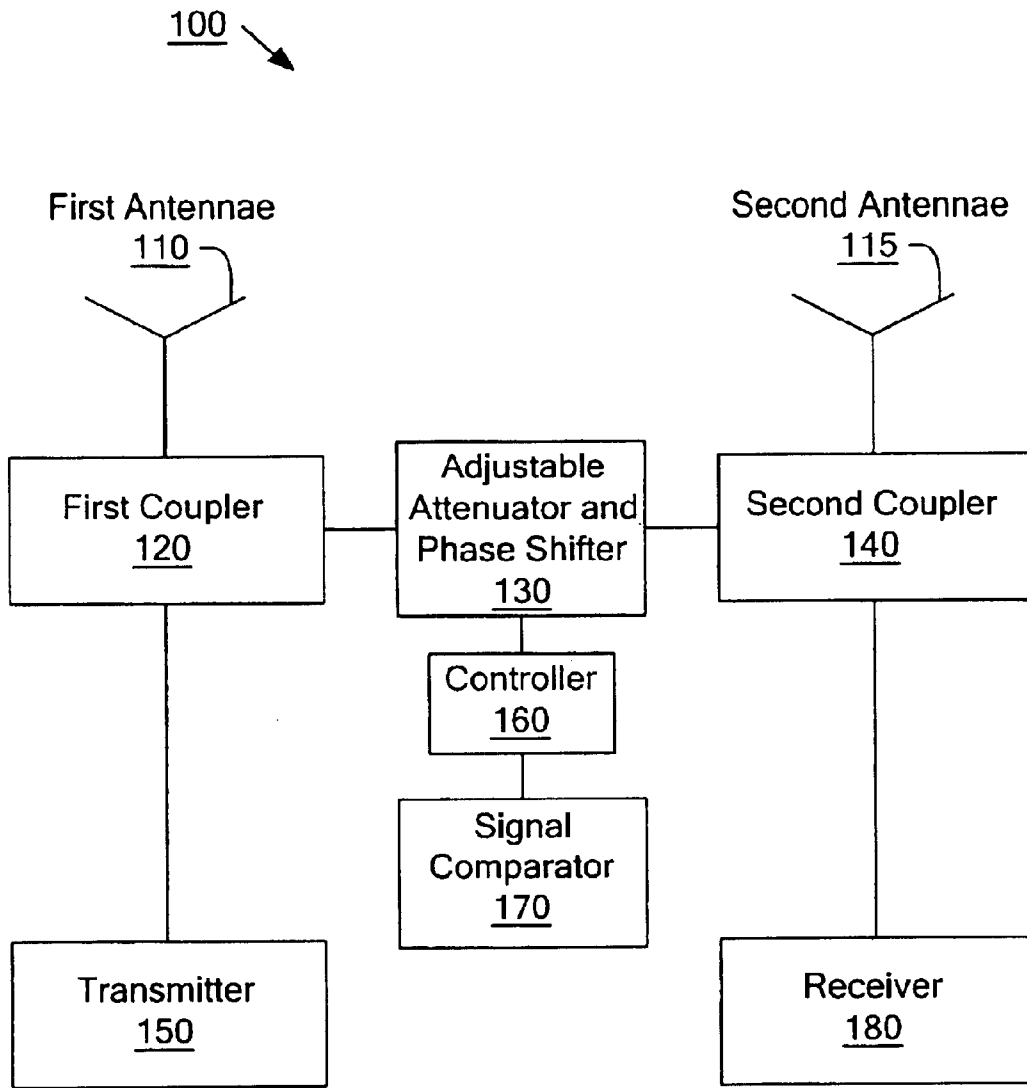 100
First Antennae
110
Second Antennae
115
First Coupler
120
Adjustable
Attenuator and
Phase Shifter
130
Second Coupler
140
Controller
160
Signal
Comparator
170
Transmitter
150
Receiver
180